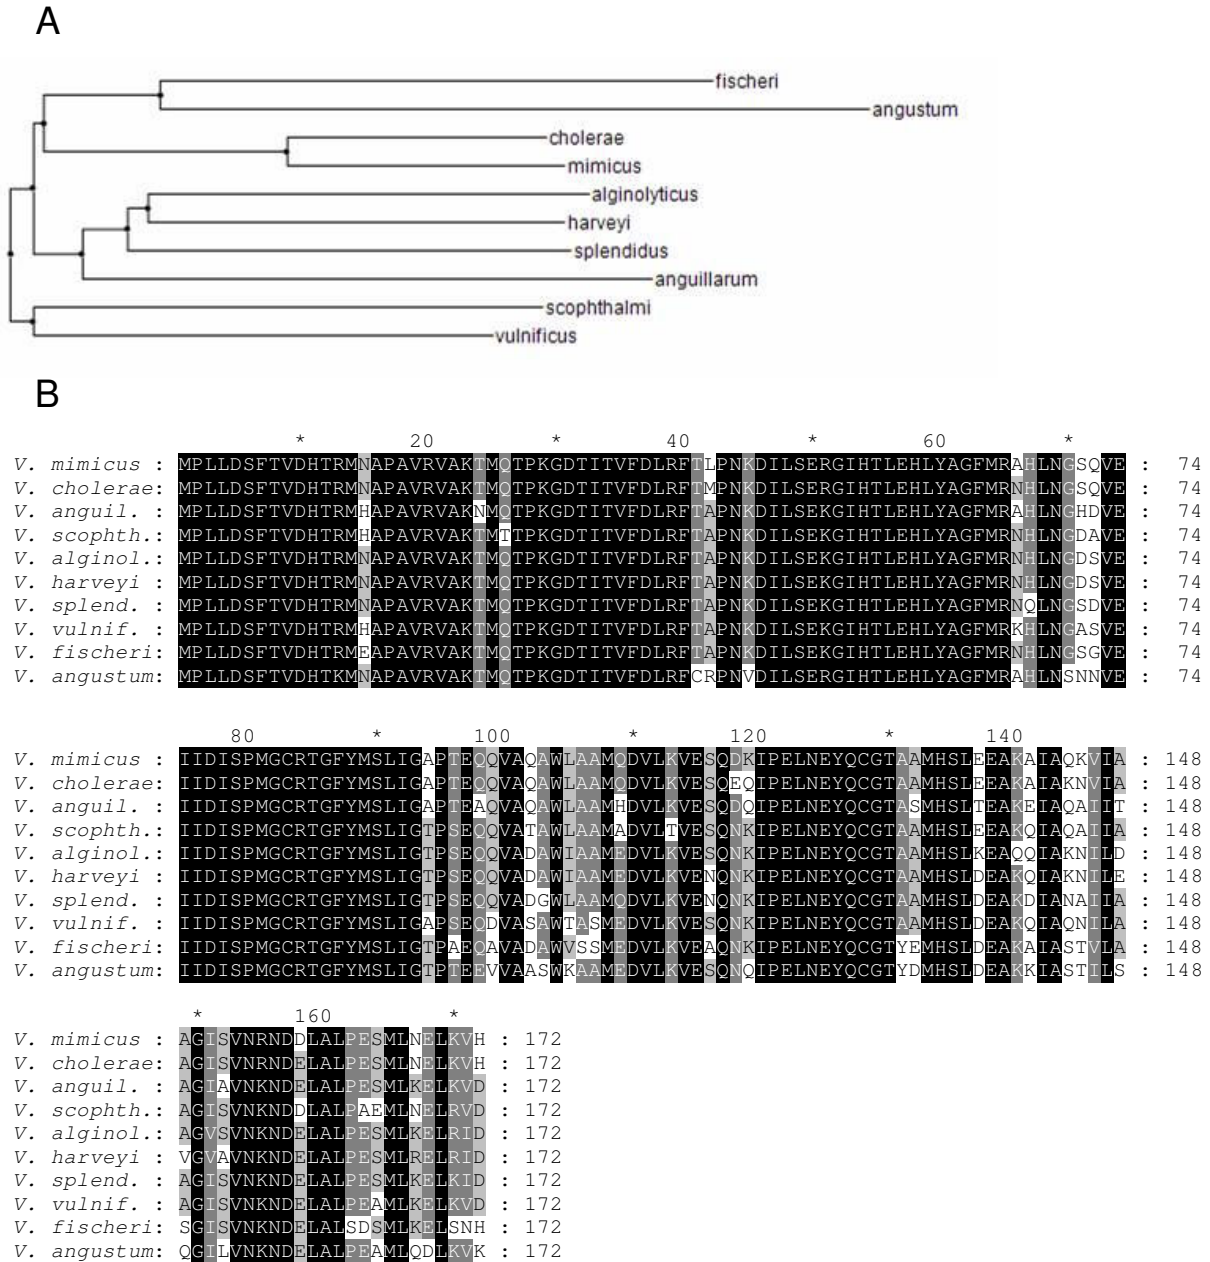 A
fischeri
angustum
cholerae
mimicus
alginolyticus
harveyi
splendidus
anguillarum
scophthalmi
vulnificus
B
* 20 * 40 * 60 *
V. mimicus : MPLLDSFTVDHTRMNAPAVRVAKTMQTPKGDTITVFDLRFTLPNKDILSERGIHTLEHLYAGFMRAHLNGSQVE : 74
V. cholerae: MPLLDSFTVDHTRMNAPAVRVAKTMQTPKGDTITVFDLRFTMPNKDILSERGIHTLEHLYAGFMRNHLNGSQVE : 74
V. anguil. : MPLLDSFTVDHTRMHAPAVRVAKNMQTPKGDTITVFDLRFTAPNKDILSERGIHTLEHLYAGFMRAHLNGHDVE : 74
V. scophth.: MPLLDSFTVDHTRMHAPAVRVAKTMTTPKGDTITVFDLRFTAPNKDILSERGIHTLEHLYAGFMRNHLNGDAVE : 74
V. alginol.: MPLLDSFTVDHTRMNAPAVRVAKTMQTPKGDTITVFDLRFTAPNKDILSEKGIHTLEHLYAGFMRNHLNGDSVE : 74
V. harveyi : MPLLDSFTVDHTRMNAPAVRVAKTMQTPKGDTITVFDLRFTAPNKDILSEKGIHTLEHLYAGFMRNHLNGDSVE : 74
V. splend. : MPLLDSFTVDHTRMNAPAVRVAKTMQTPKGDTITVFDLRFTAPNKDILSEKGIHTLEHLYAGFMRNQLNGSDVE : 74
V. vulnif. : MPLLDSFTVDHTRMHAPAVRVAKTMQTPKGDTITVFDLRFTAPNKDILSEKGIHTLEHLYAGFMRKHLNGASVE : 74
V. fischeri: MPLLDSFTVDHTRMEAPAVRVAKTMQTPKGDTITVFDLRFTAPNKDILSEKGIHTLEHLYAGFMRNHLNGSGVE : 74
V. angustum: MPLLDSFTVDHTKMNAPAVRVAKTMQTPKGDTITVFDLRFCRPNVDILSERGIHTLEHLYAGFMRAHLNSNNVE : 74
80 * 100 * 120 * 140
V. mimicus : IIDISPMGCRTGFYMSLIGAPTEQQVAQAWLAAMQDVLKVESQDKIPELNEYQCGTAAMHSLEEAKAIAQKVIA : 148
V. cholerae: IIDISPMGCRTGFYMSLIGAPTEQQVAQAWLAAMQDVLKVESQEQIPELNEYQCGTAAMHSLEEAKAIAKNVIA : 148
V. anguil. : IIDISPMGCRTGFYMSLIGAPTEAQVAQAWLAAMHDVLKVESQDQIPELNEYQCGTASMHSLTEAKEIAQAIIT : 148
V. scophth.: IIDISPMGCRTGFYMSLIGTPSEQQVATAWLAAMADVLTVESQNKIPELNEYQCGTAAMHSLEEAKQIAQAIIA : 148
V. alginol.: IIDISPMGCRTGFYMSLIGTPSEQQVADAWIAAMEDVLKVESQNKIPELNEYQCGTAAMHSLKEAQQIAKNILD : 148
V. harveyi : IIDISPMGCRTGFYMSLIGTPSEQQVADAWIAAMEDVLKVENQNKIPELNEYQCGTAAMHSLDEAKQIAKNILE : 148
V. splend. : IIDISPMGCRTGFYMSLIGTPSEQQVADGWLAAMQDVLKVENQNKIPELNEYQCGTAAMHSLDEAKDIANAIIA : 148
V. vulnif. : IIDISPMGCRTGFYMSLIGAPSEQDVASAWTASMEDVLKVESQNKIPELNEYQCGTAAMHSLDEAKQIAQNILA : 148
V. fischeri: IIDISPMGCRTGFYMSLIGTPAEQAVADAWVSSMEDVLKVEAQNKIPELNEYQCGTYEMHSLDEAKAIASTVLA : 148
V. angustum: IIDISPMGCRTGFYMSLIGTPTEEVVAASWKAAMEDVLKVESQNQIPELNEYQCGTYDMHSLDEAKKIASTILS : 148
* 160 *
V. mimicus : AGISVNRNDDLALPESMLNELKVH : 172
V. cholerae: AGISVNRNDELALPESMLNELKVH : 172
V. anguil. : AGIAVNKNDELALPESMLKELKVD : 172
V. scophth.: AGISVNKNDDLALPAEMLNELRVD : 172
V. alginol.: AGVSVNKNDELALPESMLKELRID : 172
V. harveyi : VGVAVNKNDELALPESMLRELRID : 172
V. splend. : AGISVNKNDELALPESMLKELKID : 172
V. vulnif. : AGISVNKNDELALPEAMLKELKVD : 172
V. fischeri: SGISVNKNDELALSDSMLKELSNH : 172
V. angustum: QGILVNKNDELALPEAMLQDLKVK : 172